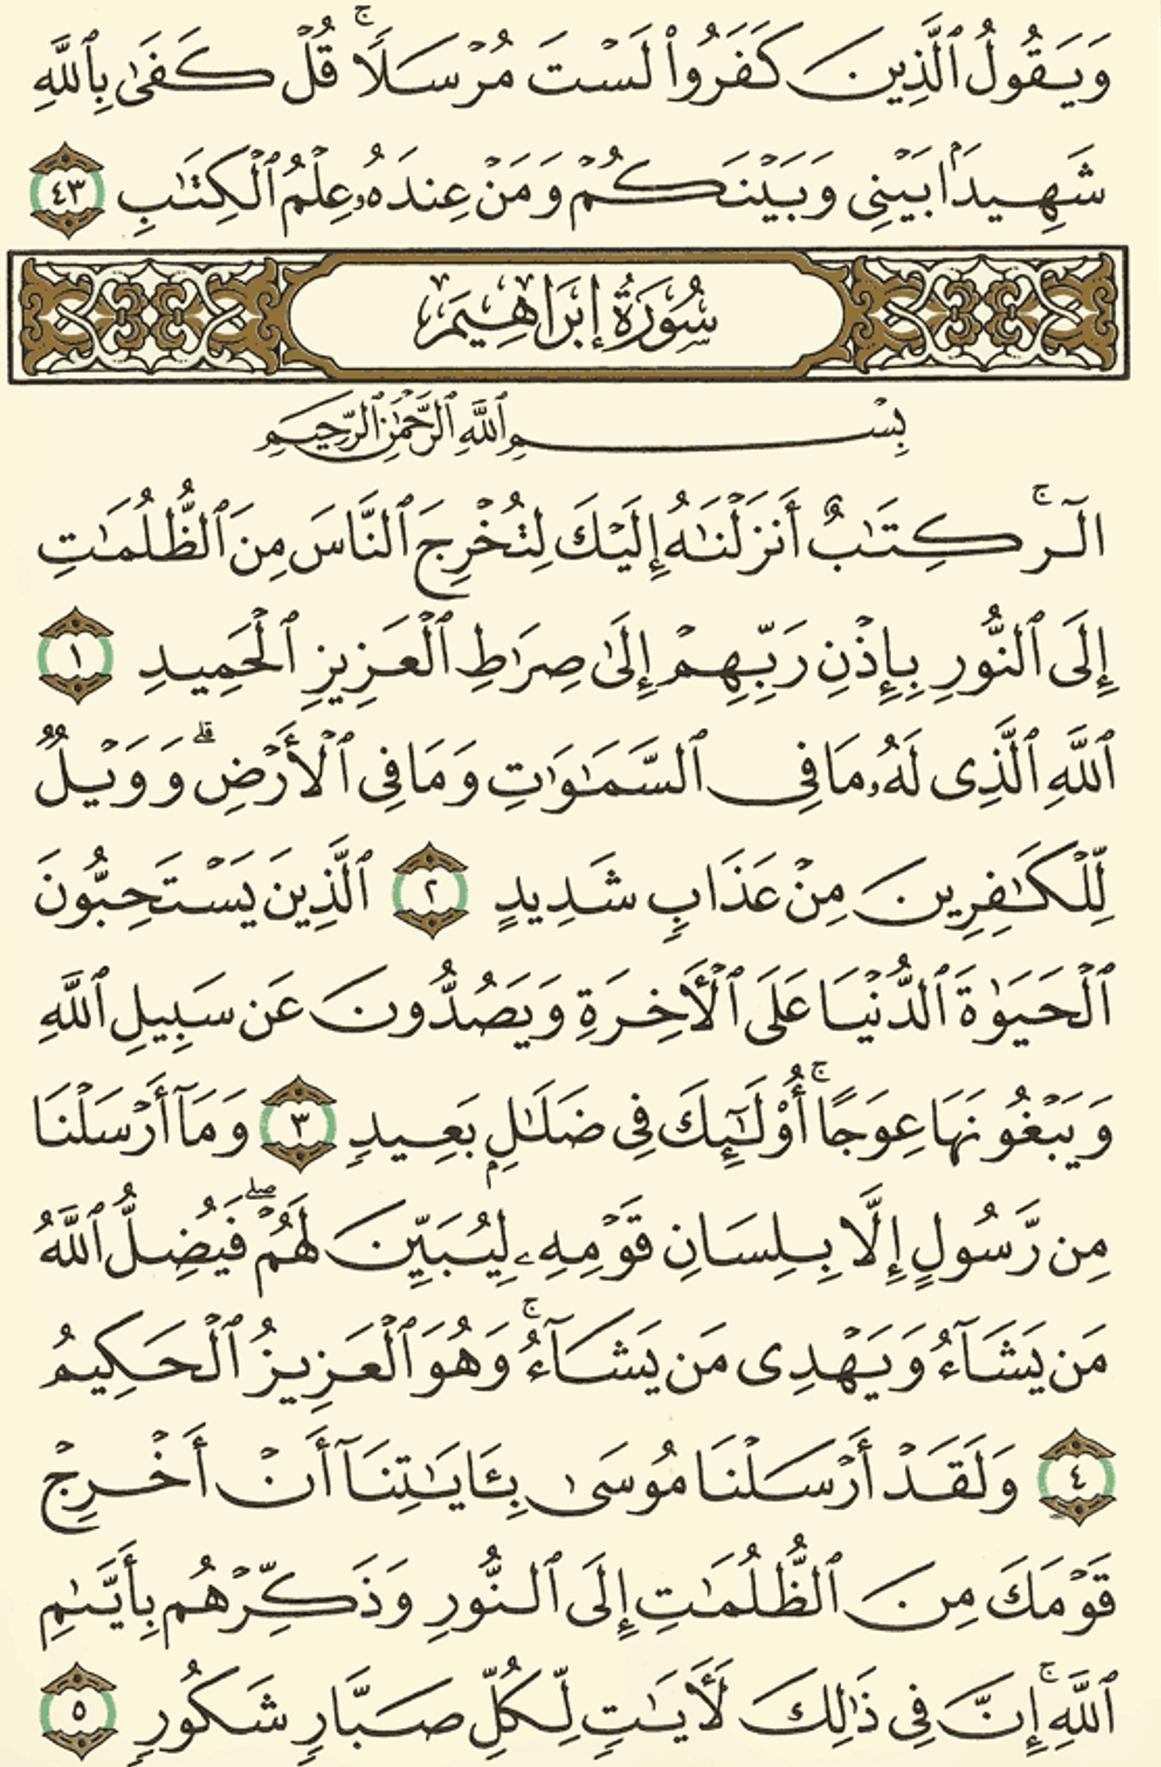 وَيَقُولُ ٱلَّذِينَ كَفَرُوا۟ لَسْتَ مُرْسَلًا ۚ قُلْ كَفَىٰ بِٱللَّهِ
شَهِيدًۢا بَيْنِى وَبَيْنَكُمْ وَمَنْ عِندَهُۥ عِلْمُ ٱلْكِتَـٰبِ ٤٣
سُورَةُ إِبْرَاهِيمَ
بِسْمِ ٱللَّهِ ٱلرَّحْمَـٰنِ ٱلرَّحِيمِ
الٓر ۚ كِتَـٰبٌ أَنزَلْنَـٰهُ إِلَيْكَ لِتُخْرِجَ ٱلنَّاسَ مِنَ ٱلظُّلُمَـٰتِ
إِلَى ٱلنُّورِ بِإِذْنِ رَبِّهِمْ إِلَىٰ صِرَٰطِ ٱلْعَزِيزِ ٱلْحَمِيدِ ١
ٱللَّهِ ٱلَّذِى لَهُۥ مَا فِى ٱلسَّمَـٰوَٰتِ وَمَا فِى ٱلْأَرْضِ ۗ وَوَيْلٌ
لِّلْكَـٰفِرِينَ مِنْ عَذَابٍ شَدِيدٍ ٢ ٱلَّذِينَ يَسْتَحِبُّونَ
ٱلْحَيَوٰةَ ٱلدُّنْيَا عَلَى ٱلْـَٔاخِرَةِ وَيَصُدُّونَ عَن سَبِيلِ ٱللَّهِ
وَيَبْغُونَهَا عِوَجًا ۚ أُو۟لَـٰٓئِكَ فِى ضَلَـٰلٍۭ بَعِيدٍ ٣ وَمَآ أَرْسَلْنَا
مِن رَّسُولٍ إِلَّا بِلِسَانِ قَوْمِهِۦ لِيُبَيِّنَ لَهُمْ ۖ فَيُضِلُّ ٱللَّهُ
مَن يَشَآءُ وَيَهْدِى مَن يَشَآءُ ۚ وَهُوَ ٱلْعَزِيزُ ٱلْحَكِيمُ
٤ وَلَقَدْ أَرْسَلْنَا مُوسَىٰ بِـَٔايَـٰتِنَآ أَنْ أَخْرِجْ
قَوْمَكَ مِنَ ٱلظُّلُمَـٰتِ إِلَى ٱلنُّورِ وَذَكِّرْهُم بِأَيَّىٰمِ
ٱللَّهِ ۚ إِنَّ فِى ذَٰلِكَ لَـَٔايَـٰتٍ لِّكُلِّ صَبَّارٍ شَكُورٍ ٥